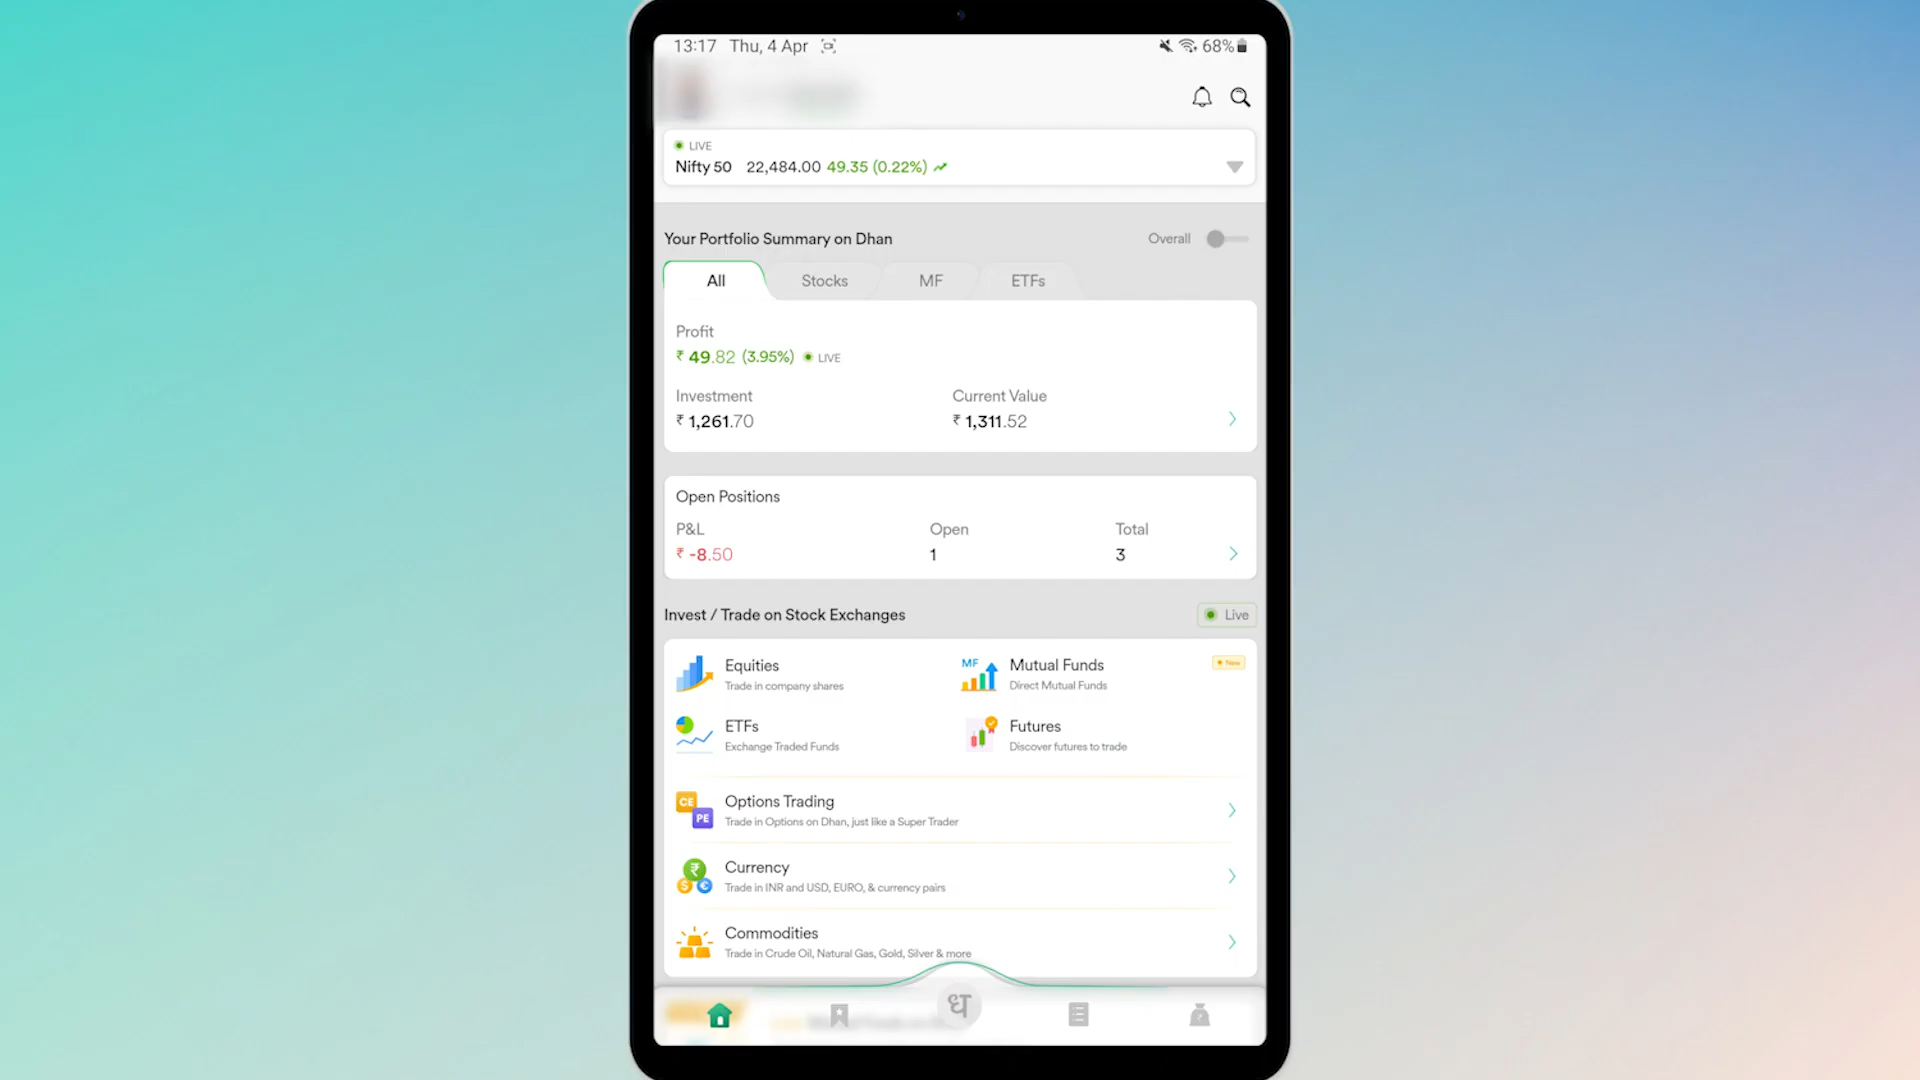 13:17 Thu, 4 Apr 68%
LIVE
Nifty 50 22,484.00 49.35 (0.22%)
Your Portfolio Summary on Dhan Overall
All Stocks MF ETFs
Profit
₹ 49.82 (3.95%) LIVE
Investment Current Value
₹ 1,261.70 ₹ 1,311.52
Open Positions
P&L Open Total
₹ -8.50 1 3
Invest / Trade on Stock Exchanges Live
Equities
Trade in company shares
MF Mutual Funds New
Direct Mutual Funds
ETFs
Exchange Traded Funds
Futures
Discover futures to trade
CE PE Options Trading
Trade in Options on Dhan, just like a Super Trader
Currency
Trade in INR and USD, EURO, & currency pairs
Commodities
Trade in Crude Oil, Natural Gas, Gold, Silver & more
ध